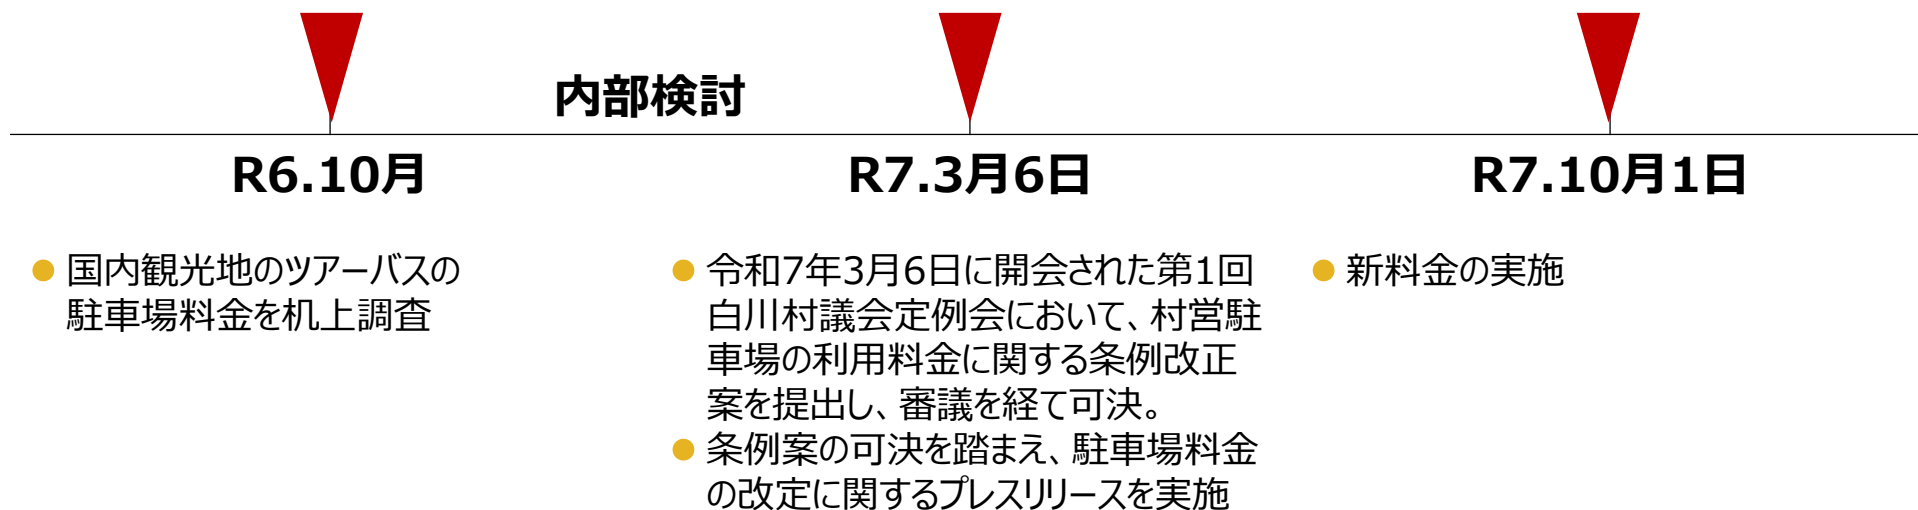 内部検討
R6.10月
国内観光地のツアーバスの
駐車場料金を机上調査
R7.3月6日
令和7年3月6日に開会された第1回
白川村議会定例会において、村営駐
車場の利用料金に関する条例改正
案を提出し、審議を経て可決。
条例案の可決を踏まえ、駐車場料金
の改定に関するプレスリリースを実施
R7.10月1日
新料金の実施